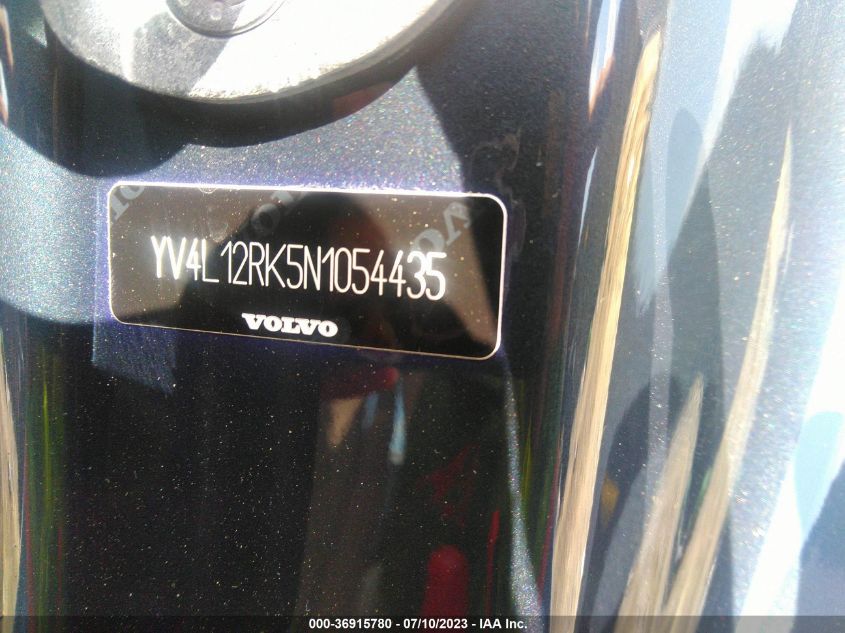 YV4L12RK5N1054435
VOLVO
000-36915780 - 07/10/2023 - IAA Inc.